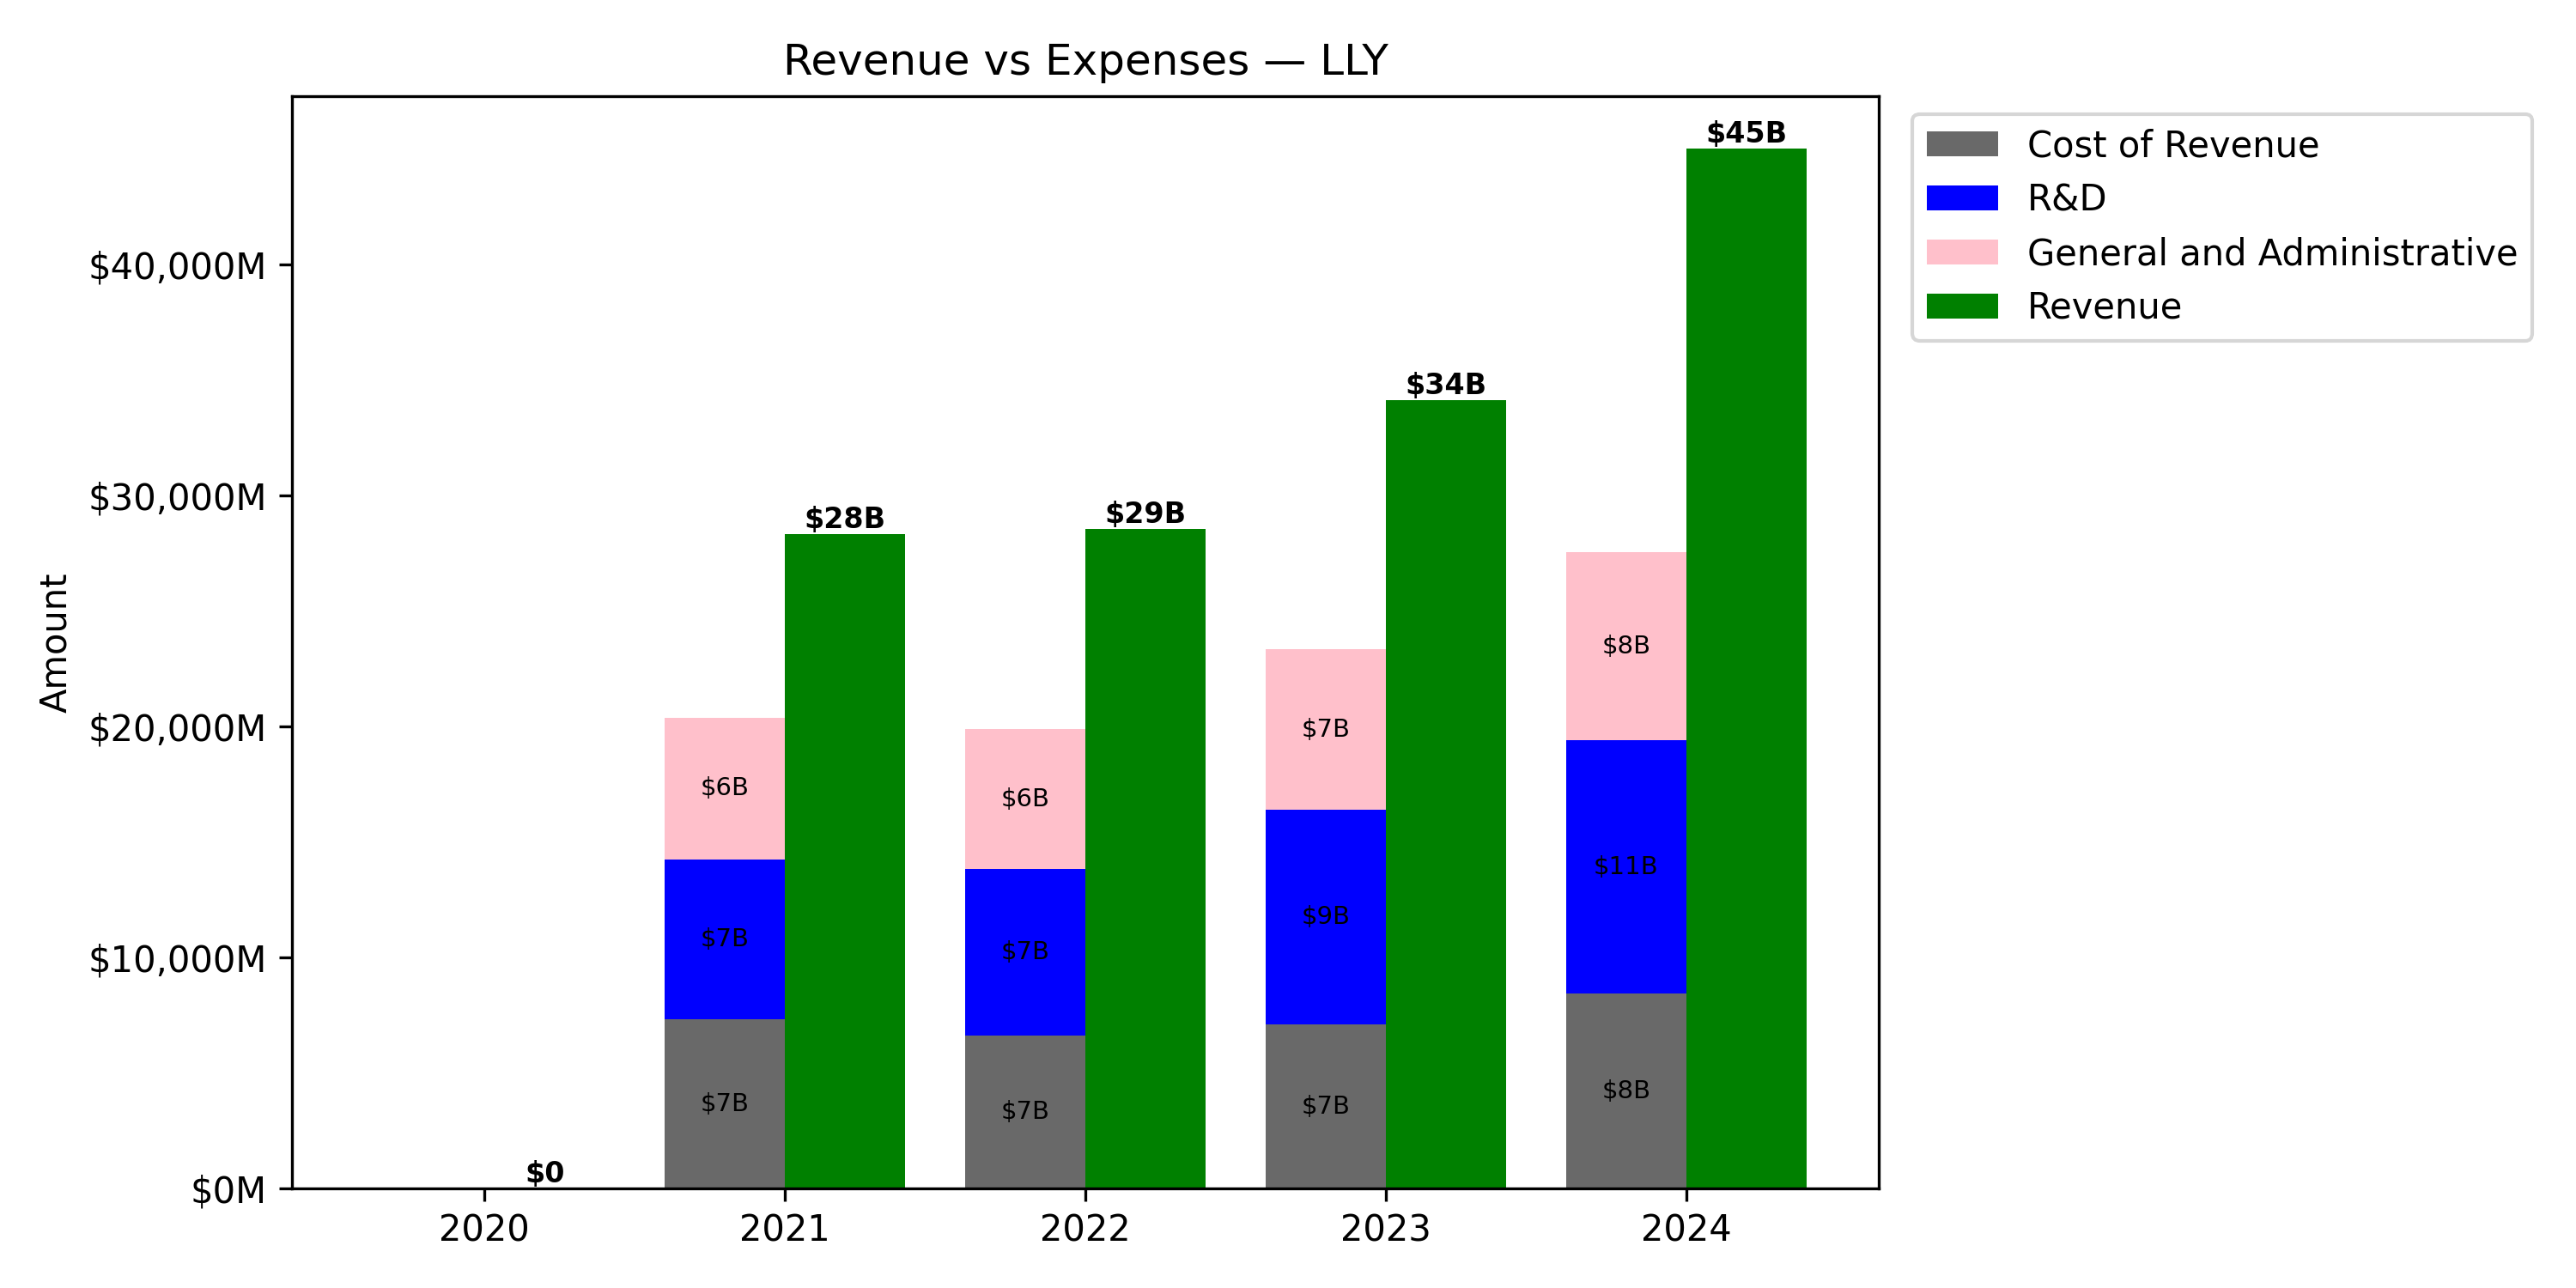 Revenue vs Expenses — LLY
Amount
$40,000M
$30,000M
$20,000M
$10,000M
$0M
$0
$28B
$6B
$7B
$7B
$29B
$6B
$7B
$7B
$34B
$7B
$9B
$7B
$45B
$8B
$11B
$8B
2020 2021 2022 2023 2024
Cost of Revenue
R&D
General and Administrative
Revenue